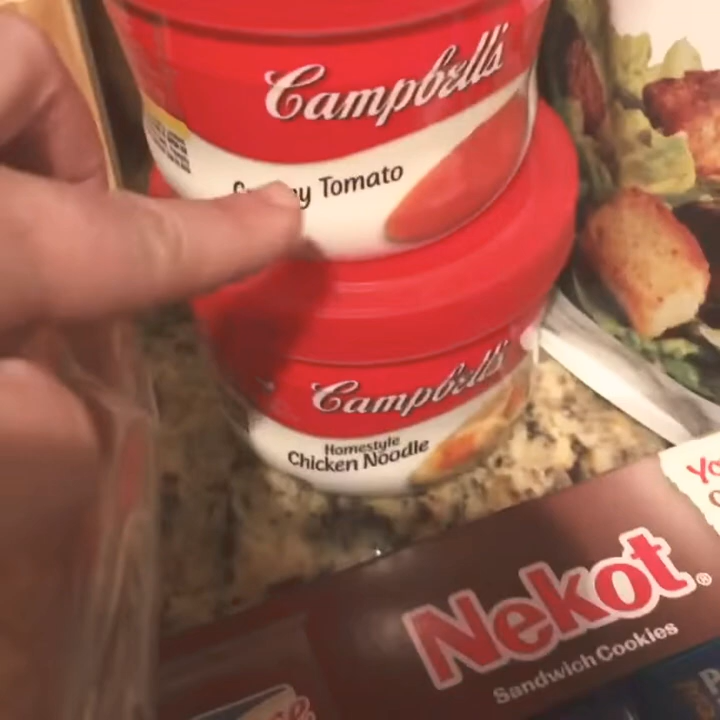 Campbell's
Tomato
Campbell's
Homestyle
Chicken Noodle
Nekot®
Sandwich Cookies